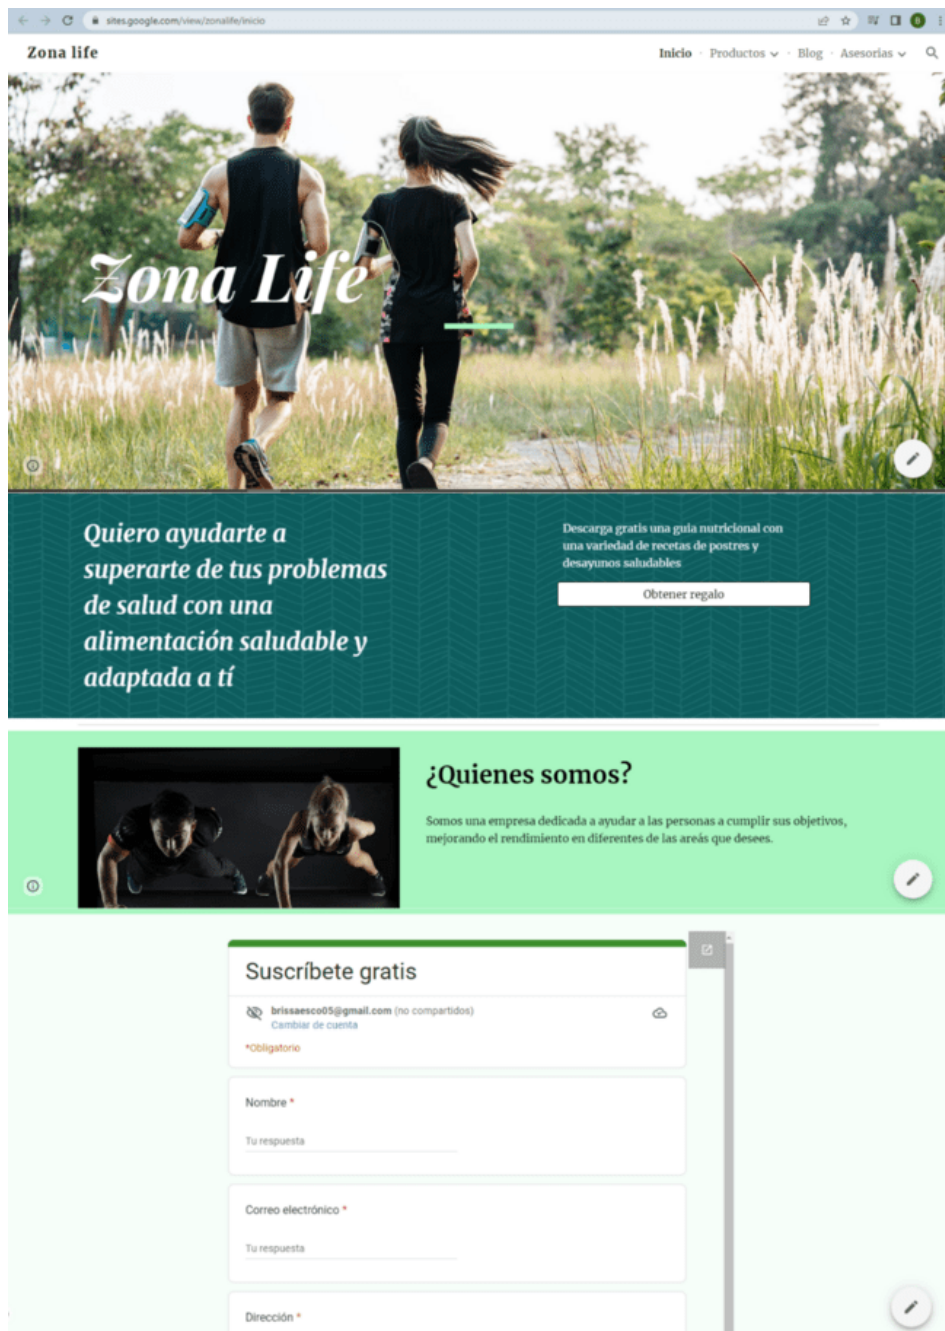 sites.google.com/view/zonalife/inicio
B
Zona life
Inicio · Productos · Blog · Asesorias
Zona Life
Quiero ayudarte a
superarte de tus problemas
de salud con una
alimentación saludable y
adaptada a tí
Descarga gratis una guia nutricional con
una variedad de recetas de postres y
desayunos saludables
Obtener regalo
¿Quienes somos?
Somos una empresa dedicada a ayudar a las personas a cumplir sus objetivos,
mejorando el rendimiento en diferentes de las areás que desees.
Suscríbete gratis
brissaesco05@gmail.com (no compartidos)
Cambiar de cuenta
*Obligatorio
Nombre *
Tu respuesta
Correo electrónico *
Tu respuesta
Dirección *